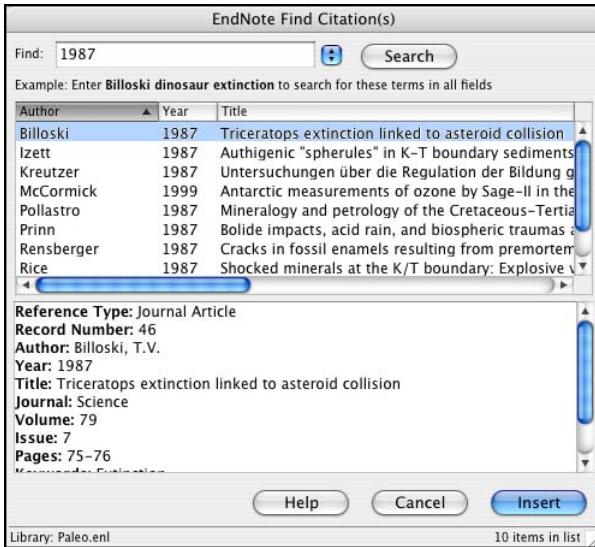 EndNote Find Citation(s)
Find: 1987 Search
Example: Enter Billoski dinosaur extinction to search for these terms in all fields
Author Year Title
Billoski 1987 Triceratops extinction linked to asteroid collision
Izett 1987 Authigenic "spherules" in K-T boundary sediments
Kreutzer 1987 Untersuchungen über die Regulation der Bildung g
McCormick 1999 Antarctic measurements of ozone by Sage-II in the
Pollastro 1987 Mineralogy and petrology of the Cretaceous-Tertia
Prinn 1987 Bolide impacts, acid rain, and biospheric traumas a
Rensberger 1987 Cracks in fossil enamels resulting from premortem
Rice 1987 Shocked minerals at the K/T boundary: Explosive v
Reference Type: Journal Article
Record Number: 46
Author: Billoski, T.V.
Year: 1987
Title: Triceratops extinction linked to asteroid collision
Journal: Science
Volume: 79
Issue: 7
Pages: 75-76
Keywords: Extinction
Help Cancel Insert
Library: Paleo.enl 10 items in list